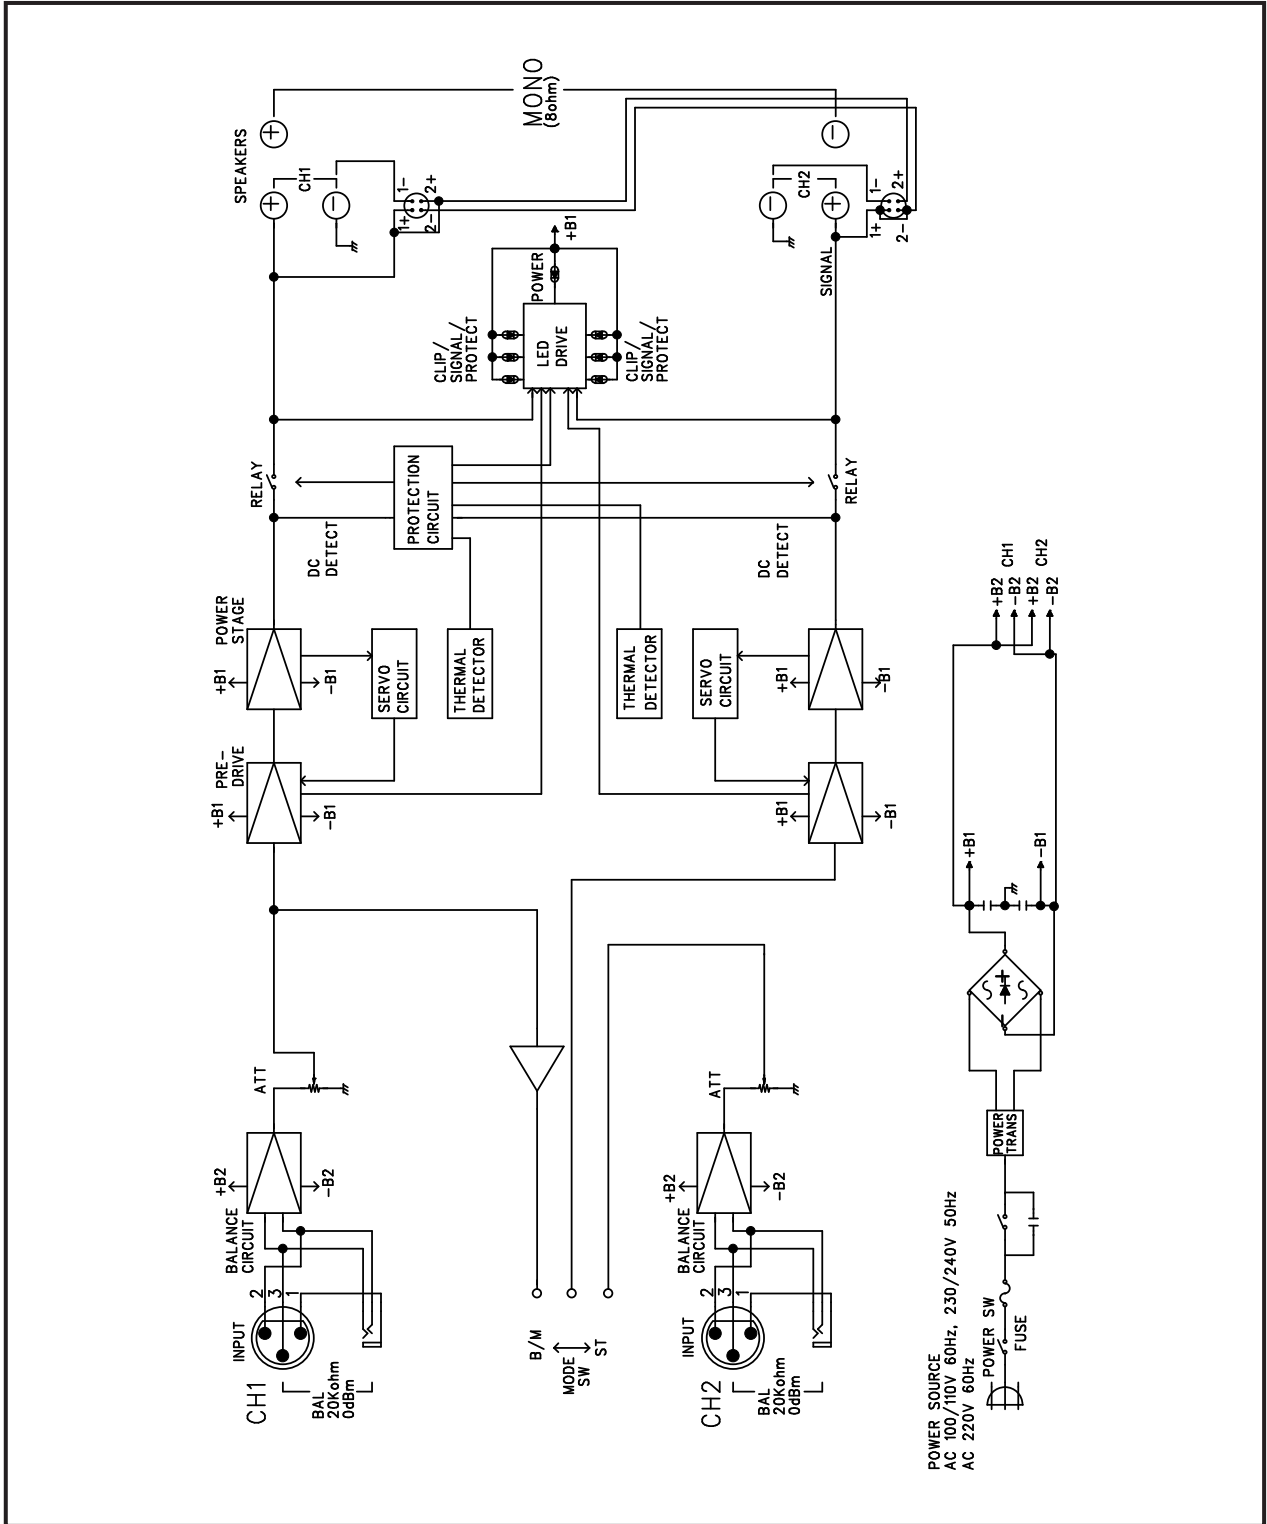 CH1
INPUT
BAL
20Kohm
0dBm
2
3
1
BALANCE
CIRCUIT
+B2
-B2
ATT
PRE-
DRIVE
+B1
-B1
POWER
STAGE
+B1
-B1
SERVO
CIRCUIT
THERMAL
DETECTOR
DC
DETECT
RELAY
PROTECTION
CIRCUIT
CLIP/
SIGNAL/
PROTECT
LED
DRIVE
POWER
+B1
CLIP/
SIGNAL/
PROTECT
SPEAKERS
+
+
CH1
-
1-
2+
1+
2-
MONO
(8ohm)
-
-
CH2
+
1-
2+
1+
2-
SIGNAL
RELAY
DC
DETECT
THERMAL
DETECTOR
SERVO
CIRCUIT
+B1
-B1
+B1
-B1
B/M
MODE
SW
ST
CH2
INPUT
BAL
20Kohm
0dBm
2
3
1
BALANCE
CIRCUIT
+B2
-B2
ATT
POWER SOURCE
AC 100/110V 60Hz, 230/240V 50Hz
AC 220V 60Hz
POWER SW
FUSE
POWER
TRANS
+
-
+B1
-B1
+B2
-B2
CH1
+B2
-B2
CH2